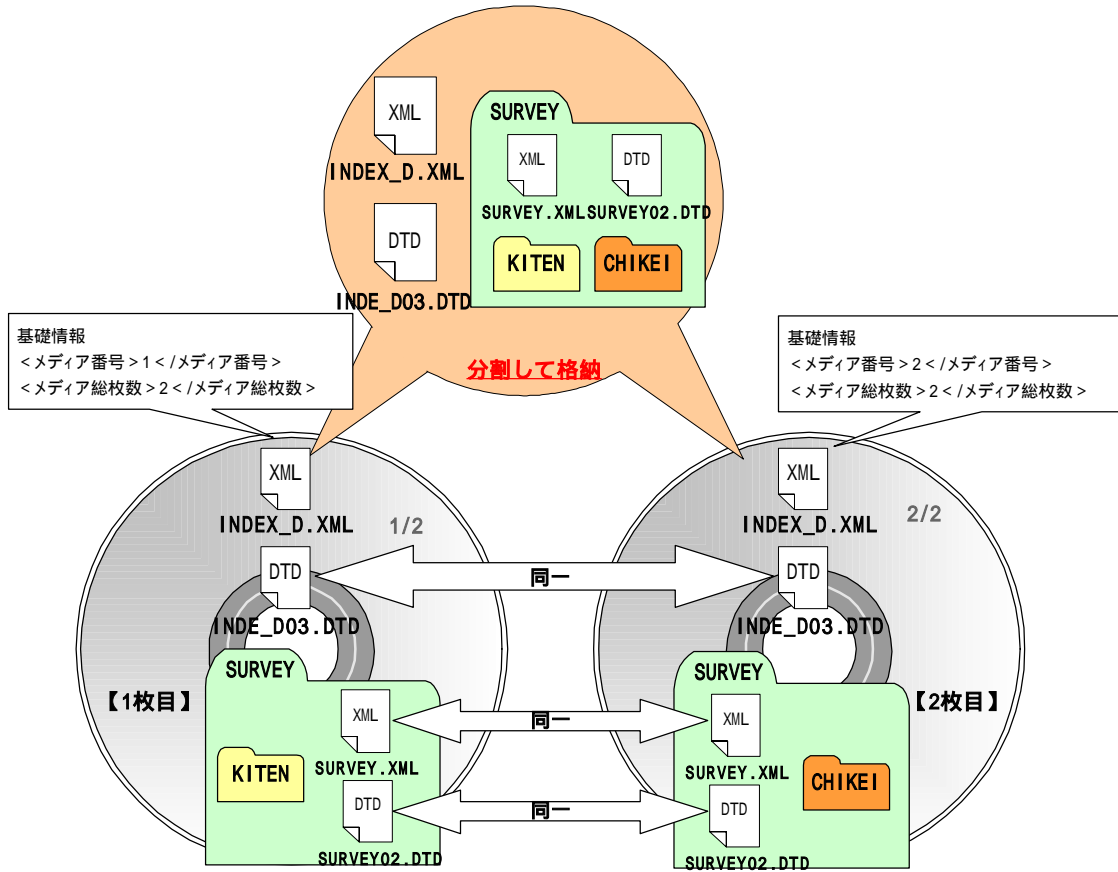 XML
INDEX_D.XML
DTD
INDE_D03.DTD
SURVEY
XML
DTD
SURVEY.XML
SURVEY02.DTD
KITEN
CHIKEI
分割して格納
基礎情報
<メディア番号>1</メディア番号>
<メディア総枚数>2</メディア総枚数>
基礎情報
<メディア番号>2</メディア番号>
<メディア総枚数>2</メディア総枚数>
XML
INDEX_D.XML
1/2
DTD
INDE_D03.DTD
【1枚目】
SURVEY
KITEN
XML
SURVEY.XML
DTD
SURVEY02.DTD
同一
同一
同一
XML
INDEX_D.XML
2/2
DTD
INDE_D03.DTD
【2枚目】
SURVEY
XML
SURVEY.XML
CHIKEI
DTD
SURVEY02.DTD